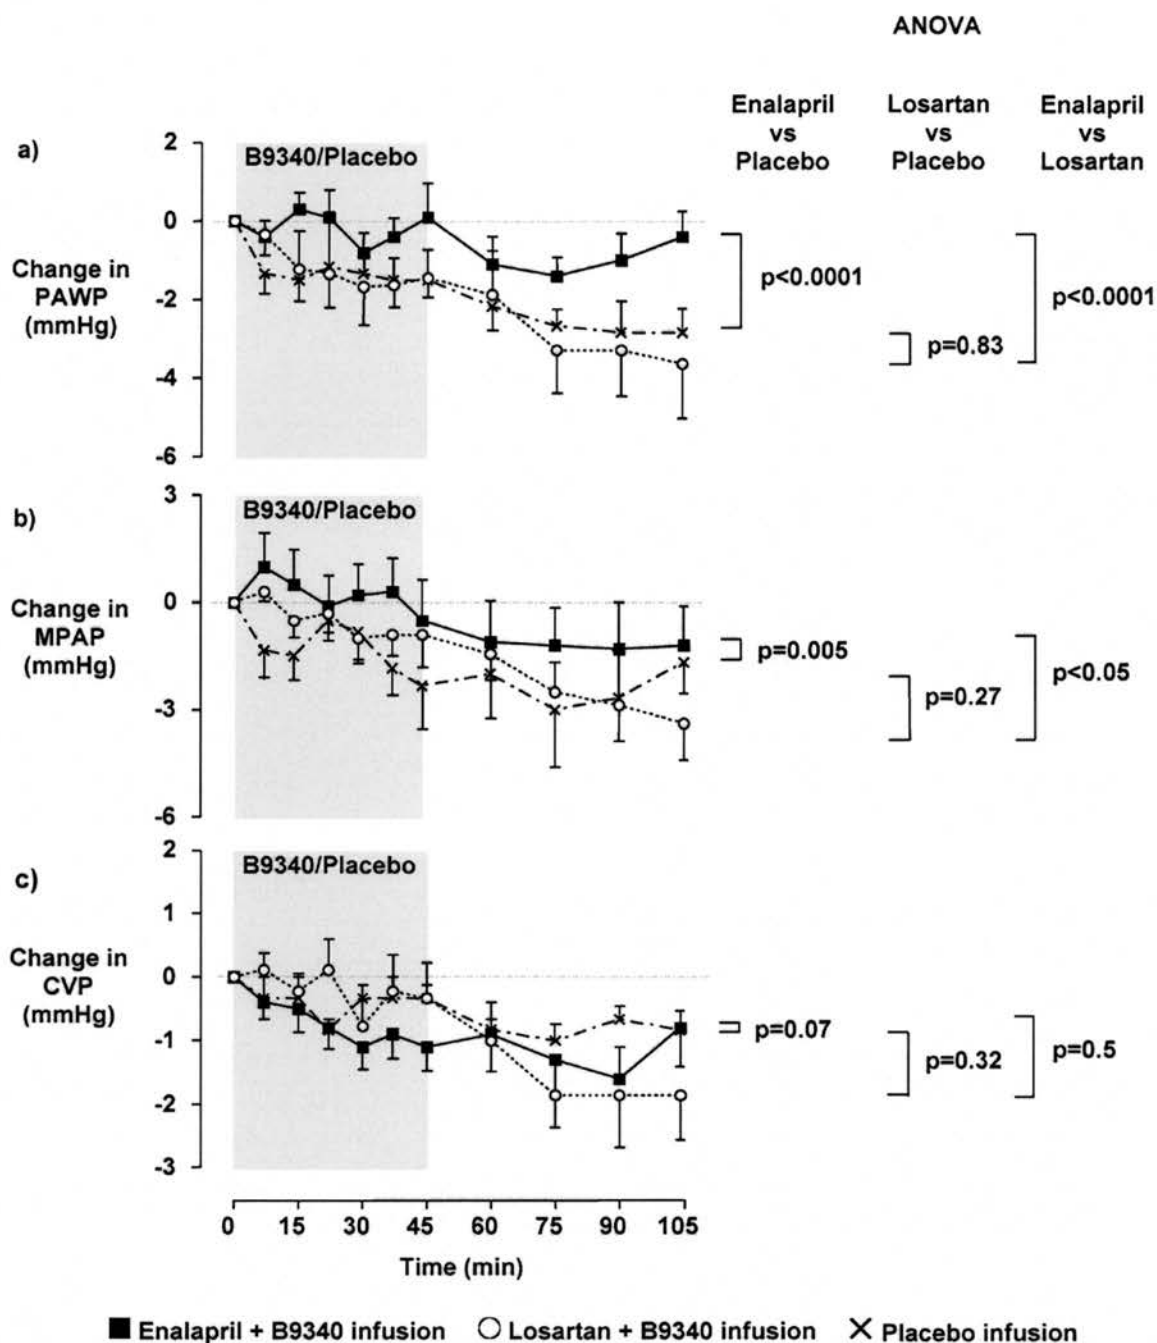 ANOVA
Enalapril
vs
Placebo
Losartan
vs
Placebo
Enalapril
vs
Losartan
a)
Change in
PAWP
(mmHg)
2
0
-2
-4
-6
B9340/Placebo
p<0.0001
p=0.83
p<0.0001
b)
Change in
MPAP
(mmHg)
3
0
-3
-6
B9340/Placebo
p=0.005
p=0.27
p<0.05
c)
Change in
CVP
(mmHg)
2
1
0
-1
-2
-3
B9340/Placebo
p=0.07
p=0.32
p=0.5
0 15 30 45 60 75 90 105
Time (min)
Enalapril + B9340 infusion Losartan + B9340 infusion Placebo infusion